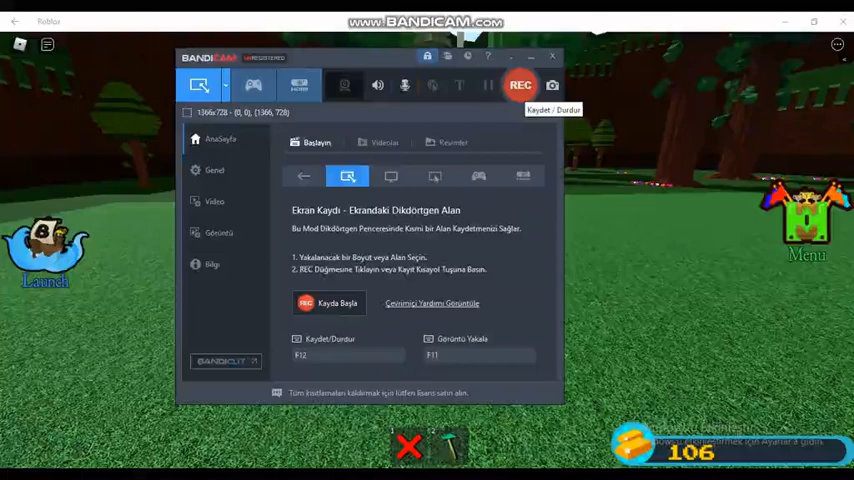 Roblox
www.BANDICAM.com
BANDICAM UNREGISTERED
REC
Kaydet / Durdur
1366x728 - (0, 0), (1366, 728)
AnaSayfa
Genel
Video
Görüntü
Bilgi
BANDICUT
Başlayın
Videolar
Resimler
Ekran Kaydı - Ekrandaki Dikdörtgen Alan
Bu Mod Dikdörtgen Penceresinde Kısmi bir Alan Kaydetmenizi Sağlar.
1. Yakalanacak bir Boyut veya Alan Seçin.
2. REC Düğmesine Tıklayın veya Kayıt Kısayol Tuşuna Basın.
REC Kayda Başla
Çevrimiçi Yardımı Görüntüle
Kaydet/Durdur
F12
Görüntü Yakala
F11
Tüm kısıtlamaları kaldırmak için lütfen lisans satın alın.
Launch
Menu
1
2
106